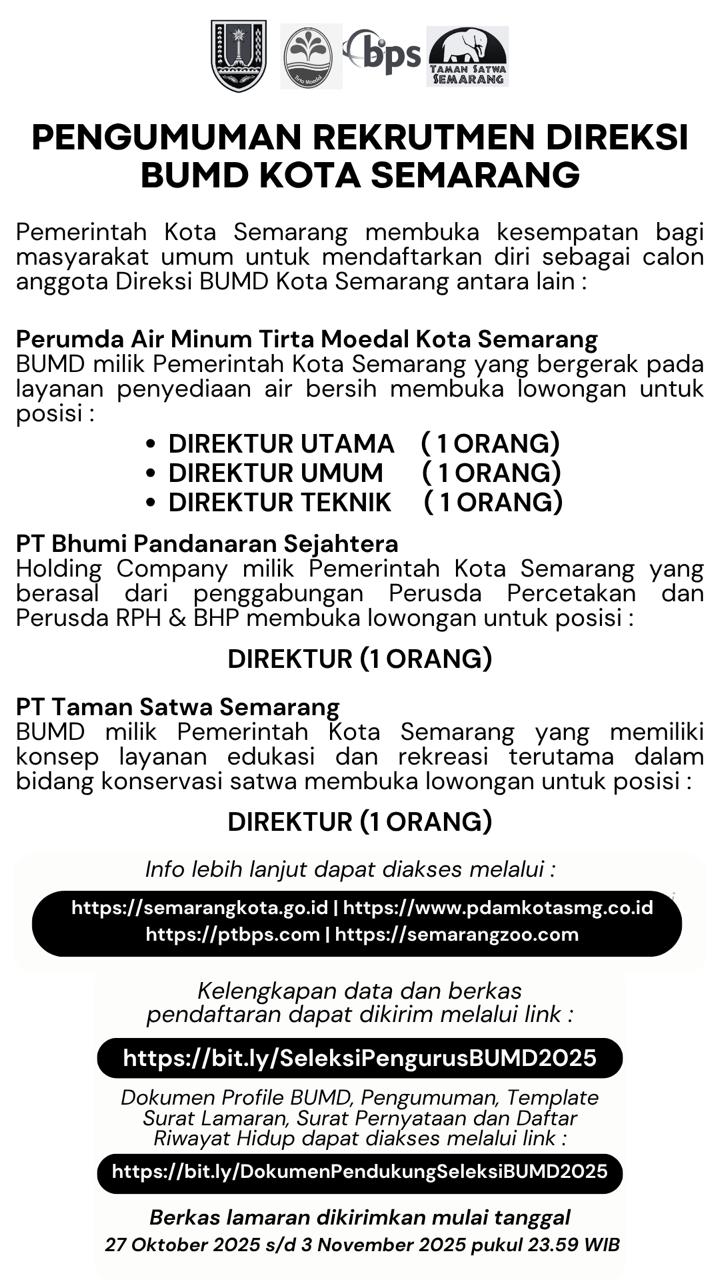 Tirta Moedal
bps
TAMAN SATWA
SEMARANG
PENGUMUMAN REKRUTMEN DIREKSI
BUMD KOTA SEMARANG
Pemerintah Kota Semarang membuka kesempatan bagi
masyarakat umum untuk mendaftarkan diri sebagai calon
anggota Direksi BUMD Kota Semarang antara lain :
Perumda Air Minum Tirta Moedal Kota Semarang
BUMD milik Pemerintah Kota Semarang yang bergerak pada
layanan penyediaan air bersih membuka lowongan untuk
posisi :
• DIREKTUR UTAMA ( 1 ORANG)
• DIREKTUR UMUM ( 1 ORANG)
• DIREKTUR TEKNIK ( 1 ORANG)
PT Bhumi Pandanaran Sejahtera
Holding Company milik Pemerintah Kota Semarang yang
berasal dari penggabungan Perusda Percetakan dan
Perusda RPH & BHP membuka lowongan untuk posisi :
DIREKTUR (1 ORANG)
PT Taman Satwa Semarang
BUMD milik Pemerintah Kota Semarang yang memiliki
konsep layanan edukasi dan rekreasi terutama dalam
bidang konservasi satwa membuka lowongan untuk posisi :
DIREKTUR (1 ORANG)
Info lebih lanjut dapat diakses melalui :
https://semarangkota.go.id | https://www.pdamkotasmg.co.id
https://ptbps.com | https://semarangzoo.com
Kelengkapan data dan berkas
pendaftaran dapat dikirim melalui link :
https://bit.ly/SeleksiPengurusBUMD2025
Dokumen Profile BUMD, Pengumuman, Template
Surat Lamaran, Surat Pernyataan dan Daftar
Riwayat Hidup dapat diakses melalui link :
https://bit.ly/DokumenPendukungSeleksiBUMD2025
Berkas lamaran dikirimkan mulai tanggal
27 Oktober 2025 s/d 3 November 2025 pukul 23.59 WIB